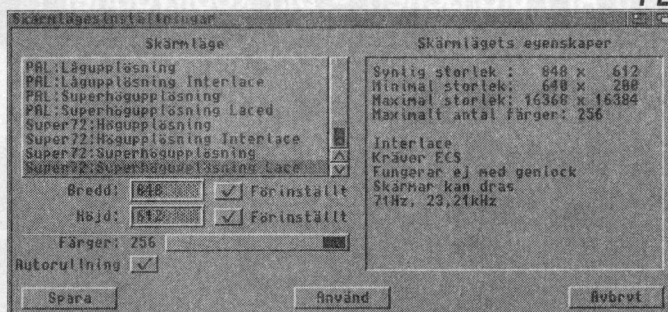 Skärmlägesinställningar
Skärmläge
PAL:Lågupplösning
PAL:Lågupplösning Interlace
PAL:Superhögupplösning
PAL:Superhögupplösning Laced
Super72:Högupplösning
Super72:Högupplösning Interlace
Super72:Superhögupplösning
Super72:Superhögupplösning Lace
Bredd: 848 Förinställt
Höjd: 612 Förinställt
Färger: 256
Autorullning
Skärmlägets egenskaper
Synlig storlek : 848 x 612
Minimal storlek: 640 x 200
Maximal storlek: 16368 x 16384
Maximalt antal färger: 256
Interlace
Kräver ECS
Fungerar ej med genlock
Skärmar kan dras
71Hz, 23,21kHz
Spara
Använd
Avbryt